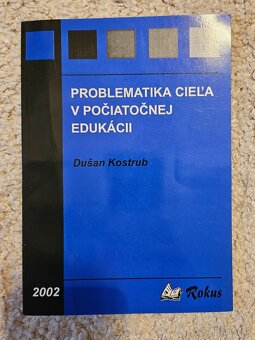 PROBLEMATIKA CIEĽA
V POČIATOČNEJ
EDUKÁCII
Dušan Kostrub
2002
Rokus